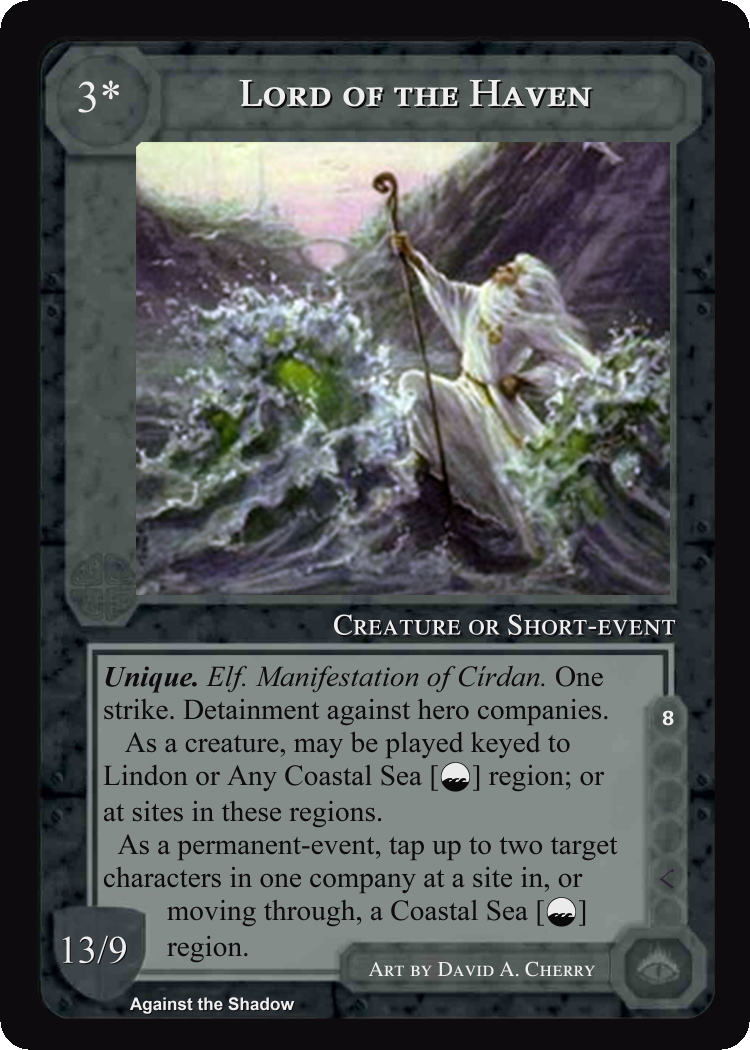 3*
Lord of the Haven
Creature or Short-event
Unique. Elf. Manifestation of Círdan. One
strike. Detainment against hero companies.
As a creature, may be played keyed to
Lindon or Any Coastal Sea [ ] region; or
at sites in these regions.
As a permanent-event, tap up to two target
characters in one company at a site in, or
moving through, a Coastal Sea [ ]
region.
8
<
13/9
Art by David A. Cherry
Against the Shadow